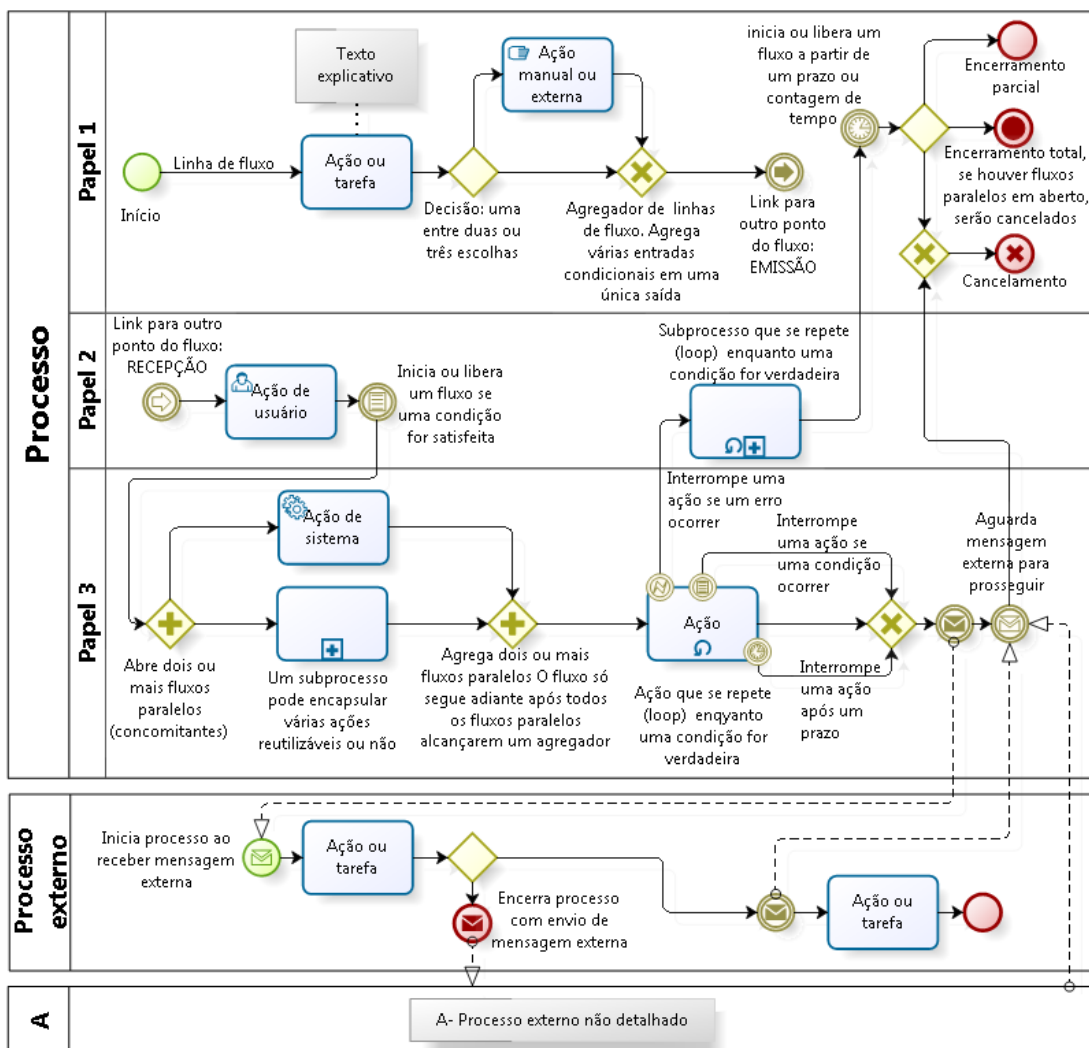 Processo
Papel 1
Texto
explicativo
Ação
manual ou
externa
inicia ou libera um
fluxo a partir de
um prazo ou
contagem de
tempo
Encerramento
parcial
Início
Linha de fluxo
Ação ou
tarefa
Decisão: uma
entre duas ou
três escolhas
Agregador de linhas
de fluxo. Agrega
várias entradas
condicionais em uma
única saída
Link para
outro ponto
do fluxo:
EMISSÃO
Encerramento total,
se houver fluxos
paralelos em aberto,
serão cancelados
Cancelamento
Papel 2
Link para outro
ponto do fluxo:
RECEPÇÃO
Ação de
usuário
Inicia ou libera
um fluxo se
uma condição
for satisfeita
Subprocesso que se repete
(loop) enquanto uma
condição for verdadeira
Papel 3
Ação de
sistema
Abre dois ou
mais fluxos
paralelos
(concomitantes)
Um subprocesso
pode encapsular
várias ações
reutilizáveis ou não
Agrega dois ou mais
fluxos paralelos O fluxo só
segue adiante após todos
os fluxos paralelos
alcançarem um agregador
Interrompe uma
ação se um erro
ocorrer
Interrompe
uma ação se
uma condição
ocorrer
Ação
Ação que se repete
(loop) enqyanto
uma condição for
verdadeira
Interrompe
uma ação
após um
prazo
Aguarda
mensagem
externa para
prosseguir
Processo
externo
Inicia processo ao
receber mensagem
externa
Ação ou
tarefa
Encerra processo
com envio de
mensagem externa
Ação ou
tarefa
A
A- Processo externo não detalhado